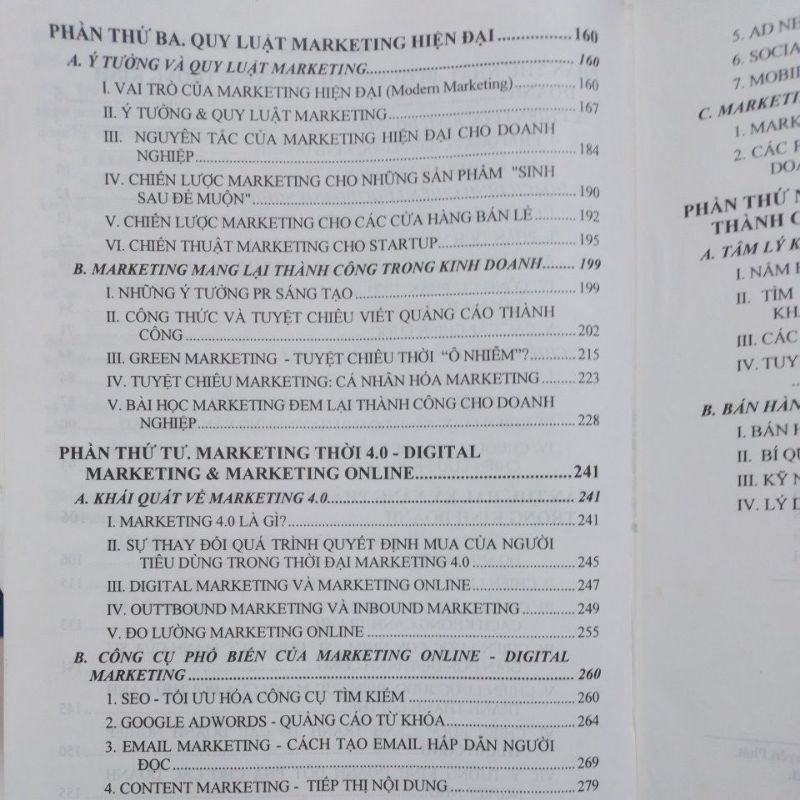 PHẦN THỨ BA. QUY LUẬT MARKETING HIỆN ĐẠI...............160
A. Ý TƯỞNG VÀ QUY LUẬT MARKETING...............160
I. VAI TRÒ CỦA MARKETING HIỆN ĐẠI (Modern Marketing)...............160
II. Ý TƯỞNG & QUY LUẬT MARKETING...............167
III. NGUYÊN TẮC CỦA MARKETING HIỆN ĐẠI CHO DOANH
NGHIỆP...............184
IV. CHIẾN LƯỢC MARKETING CHO NHỮNG SẢN PHẨM "SINH
SAU ĐẺ MUỘN"...............190
V. CHIẾN LƯỢC MARKETING CHO CÁC CỬA HÀNG BÁN LẺ...............192
VI. CHIẾN THUẬT MARKETING CHO STARTUP...............195
B. MARKETING MANG LẠI THÀNH CÔNG TRONG KINH DOANH........199
I. NHỮNG Ý TƯỞNG PR SÁNG TẠO...............199
II. CÔNG THỨC VÀ TUYỆT CHIÊU VIẾT QUẢNG CÁO THÀNH
CÔNG...............202
III. GREEN MARKETING - TUYỆT CHIÊU THỜI “Ô NHIỄM”?...............215
IV. TUYỆT CHIÊU MARKETING: CÁ NHÂN HÓA MARKETING...............223
V. BÀI HỌC MARKETING ĐEM LẠI THÀNH CÔNG CHO DOANH
NGHIỆP...............228
PHẦN THỨ TƯ. MARKETING THỜI 4.0 - DIGITAL
MARKETING & MARKETING ONLINE...............241
A. KHÁI QUÁT VỀ MARKETING 4.0...............241
I. MARKETING 4.0 LÀ GÌ?...............241
II. SỰ THAY ĐỔI QUÁ TRÌNH QUYẾT ĐỊNH MUA CỦA NGƯỜI
TIÊU DÙNG TRONG THỜI ĐẠI MARKETING 4.0...............245
III. DIGITAL MARKETING VÀ MARKETING ONLINE...............247
IV. OUTTBOUND MARKETING VÀ INBOUND MARKETING...............249
V. ĐO LƯỜNG MARKETING ONLINE...............255
B. CÔNG CỤ PHỔ BIẾN CỦA MARKETING ONLINE - DIGITAL
MARKETING...............260
1. SEO - TỐI ƯU HÓA CÔNG CỤ TÌM KIẾM...............260
2. GOOGLE ADWORDS - QUẢNG CÁO TỪ KHÓA...............264
3. EMAIL MARKETING - CÁCH TẠO EMAIL HẤP DẪN NGƯỜI
ĐỌC...............269
4. CONTENT MARKETING - TIẾP THỊ NỘI DUNG...............279
5. AD NE
6. SOCIA
7. MOBI
C. MARKETI
1. MARK
2. CÁC
DOA
PHẦN THỨ N
THÀNH C
A. TÂM LÝ K
I. NẮM
II. TÌM
KHÁ
III. CÁC
IV. TUY
B. BÁN HÀN
I. BÁN H
II. BÍ QU
III. KỸ N
IV. LÝ D